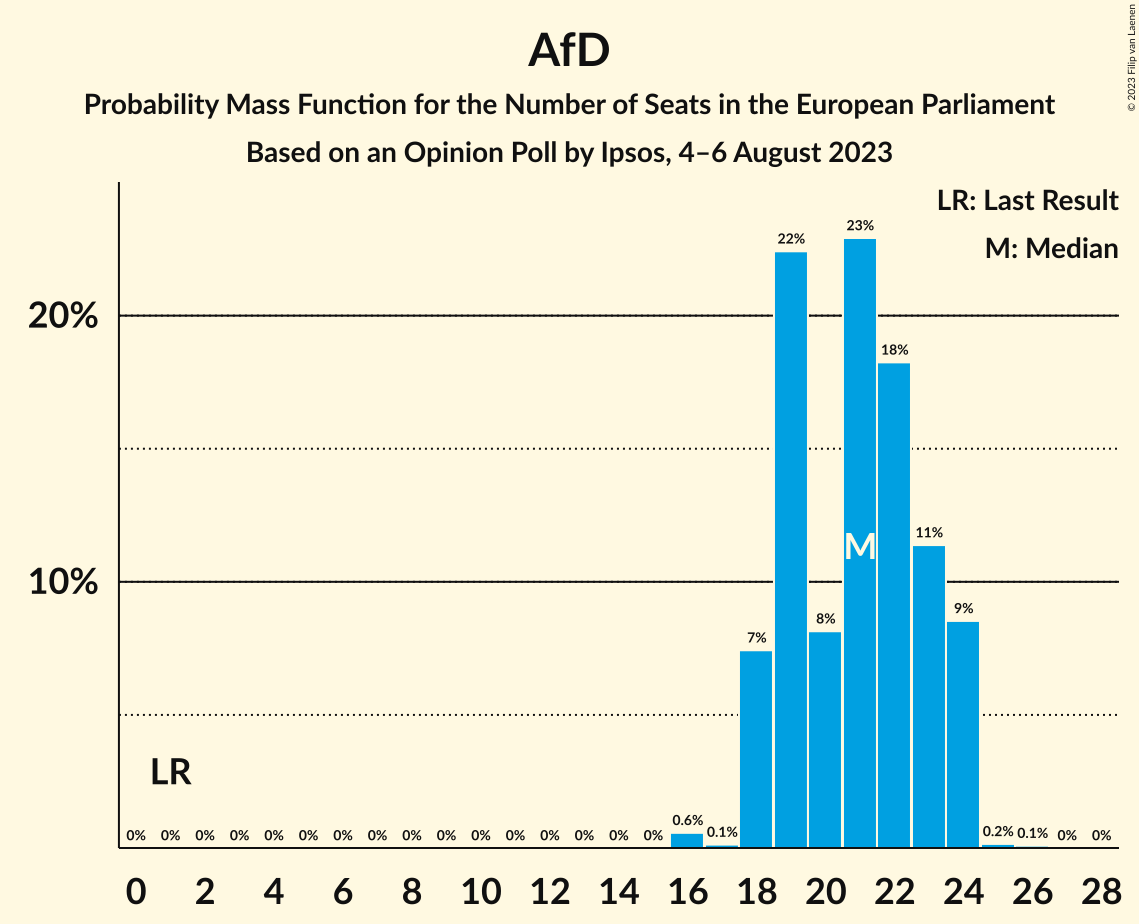 AfD
Probability Mass Function for the Number of Seats in the European Parliament
Based on an Opinion Poll by Ipsos, 4–6 August 2023
© 2023 Filip van Laenen
LR: Last Result
M: Median
20%
10%
0% 0% 0% 0% 0% 0% 0% 0% 0% 0% 0% 0% 0% 0% 0% 0% 0.6% 0.1% 7% 22% 8% 23% 18% 11% 9% 0.2% 0.1% 0% 0%
M
LR
0 2 4 6 8 10 12 14 16 18 20 22 24 26 28